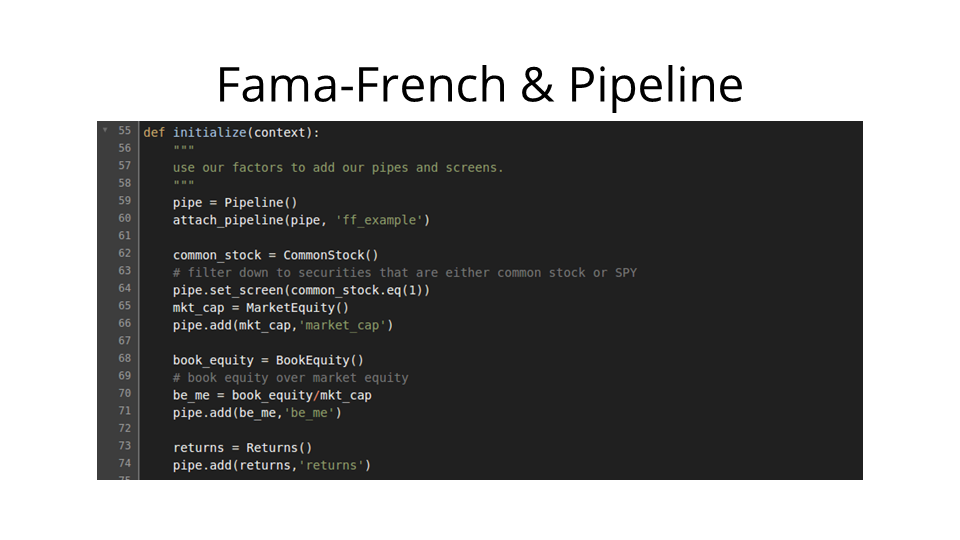 Fama-French & Pipeline
55 def initialize(context):
56     """
57     use our factors to add our pipes and screens.
58     """
59     pipe = Pipeline()
60     attach_pipeline(pipe, 'ff_example')
61
62     common_stock = CommonStock()
63     # filter down to securities that are either common stock or SPY
64     pipe.set_screen(common_stock.eq(1))
65     mkt_cap = MarketEquity()
66     pipe.add(mkt_cap,'market_cap')
67
68     book_equity = BookEquity()
69     # book equity over market equity
70     be_me = book_equity/mkt_cap
71     pipe.add(be_me,'be_me')
72
73     returns = Returns()
74     pipe.add(returns,'returns')
75